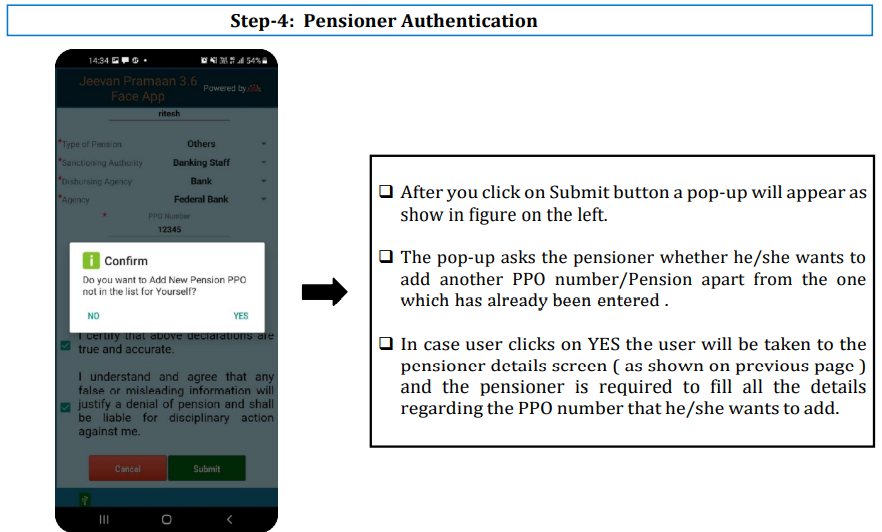 Step-4: Pensioner Authentication
14:34
54%
Jeevan Pramaan 3.6
Face App
Powered by
ritesh
*Type of Pension Others
*Sanctioning Authority Banking Staff
*Disbursing Agency Bank
*Agency Federal Bank
* PPO Number
12345
i Confirm
Do you want to Add New Pension PPO
not in the list for Yourself?
NO YES
I certify that above declarations are
true and accurate.
I understand and agree that any
false or misleading information will
justify a denial of pension and shall
be liable for disciplinary action
against me.
Cancel Submit
❑ After you click on Submit button a pop-up will appear as
show in figure on the left.
❑ The pop-up asks the pensioner whether he/she wants to
add another PPO number/Pension apart from the one
which has already been entered .
❑ In case user clicks on YES the user will be taken to the
pensioner details screen ( as shown on previous page )
and the pensioner is required to fill all the details
regarding the PPO number that he/she wants to add.